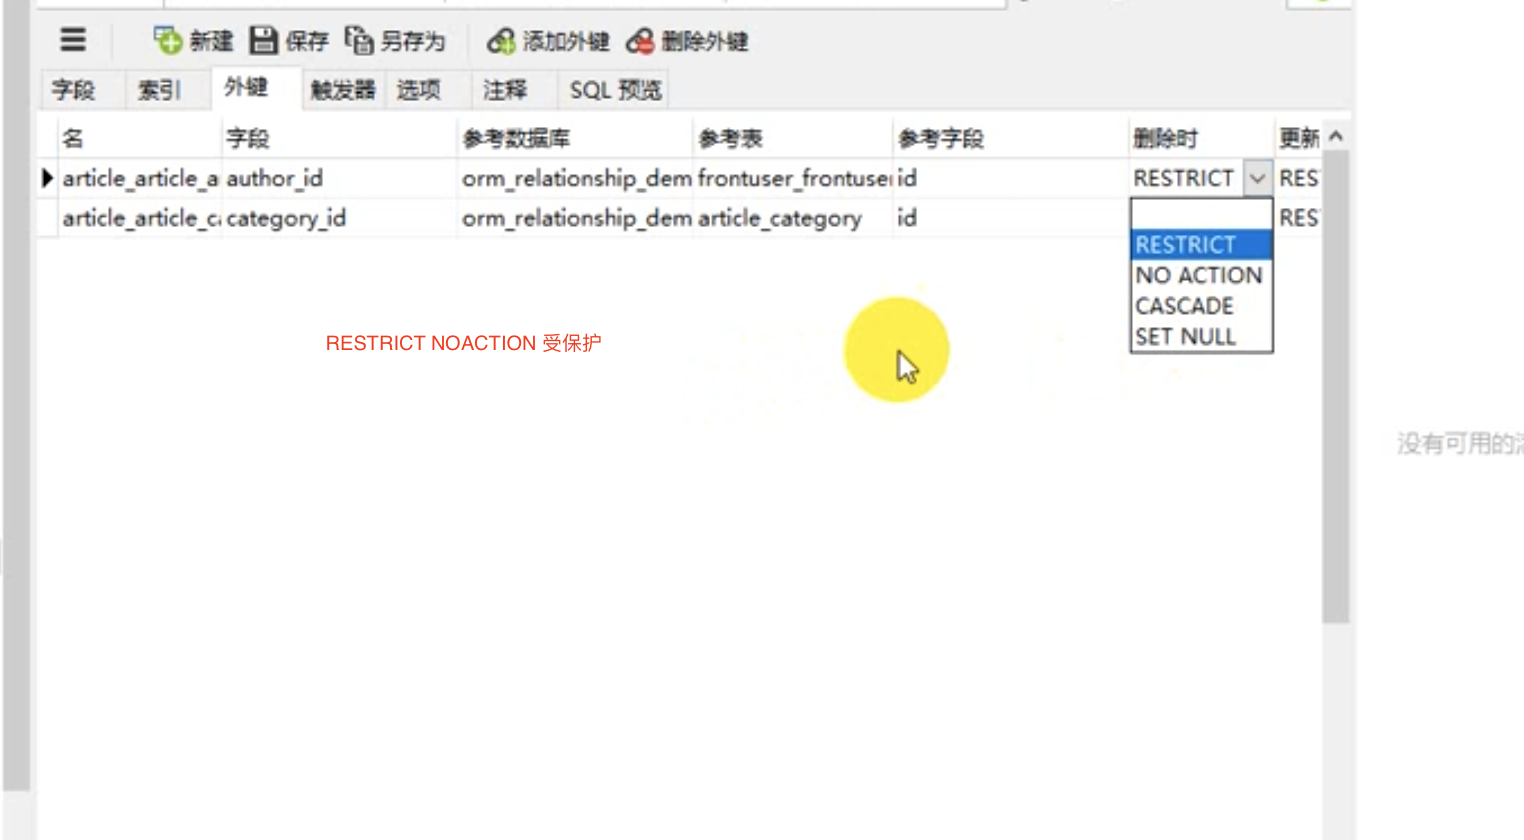 新建 保存 另存为 添加外键 删除外键
字段 索引 外键 触发器 选项 注释 SQL 预览
名 字段 参考数据库 参考表 参考字段 删除时 更新
article_article_a author_id orm_relationship_dem frontuser_frontuser id RESTRICT RES
article_article_c category_id orm_relationship_dem article_category id RES
RESTRICT
NO ACTION
CASCADE
SET NULL
RESTRICT NOACTION 受保护
没有可用的